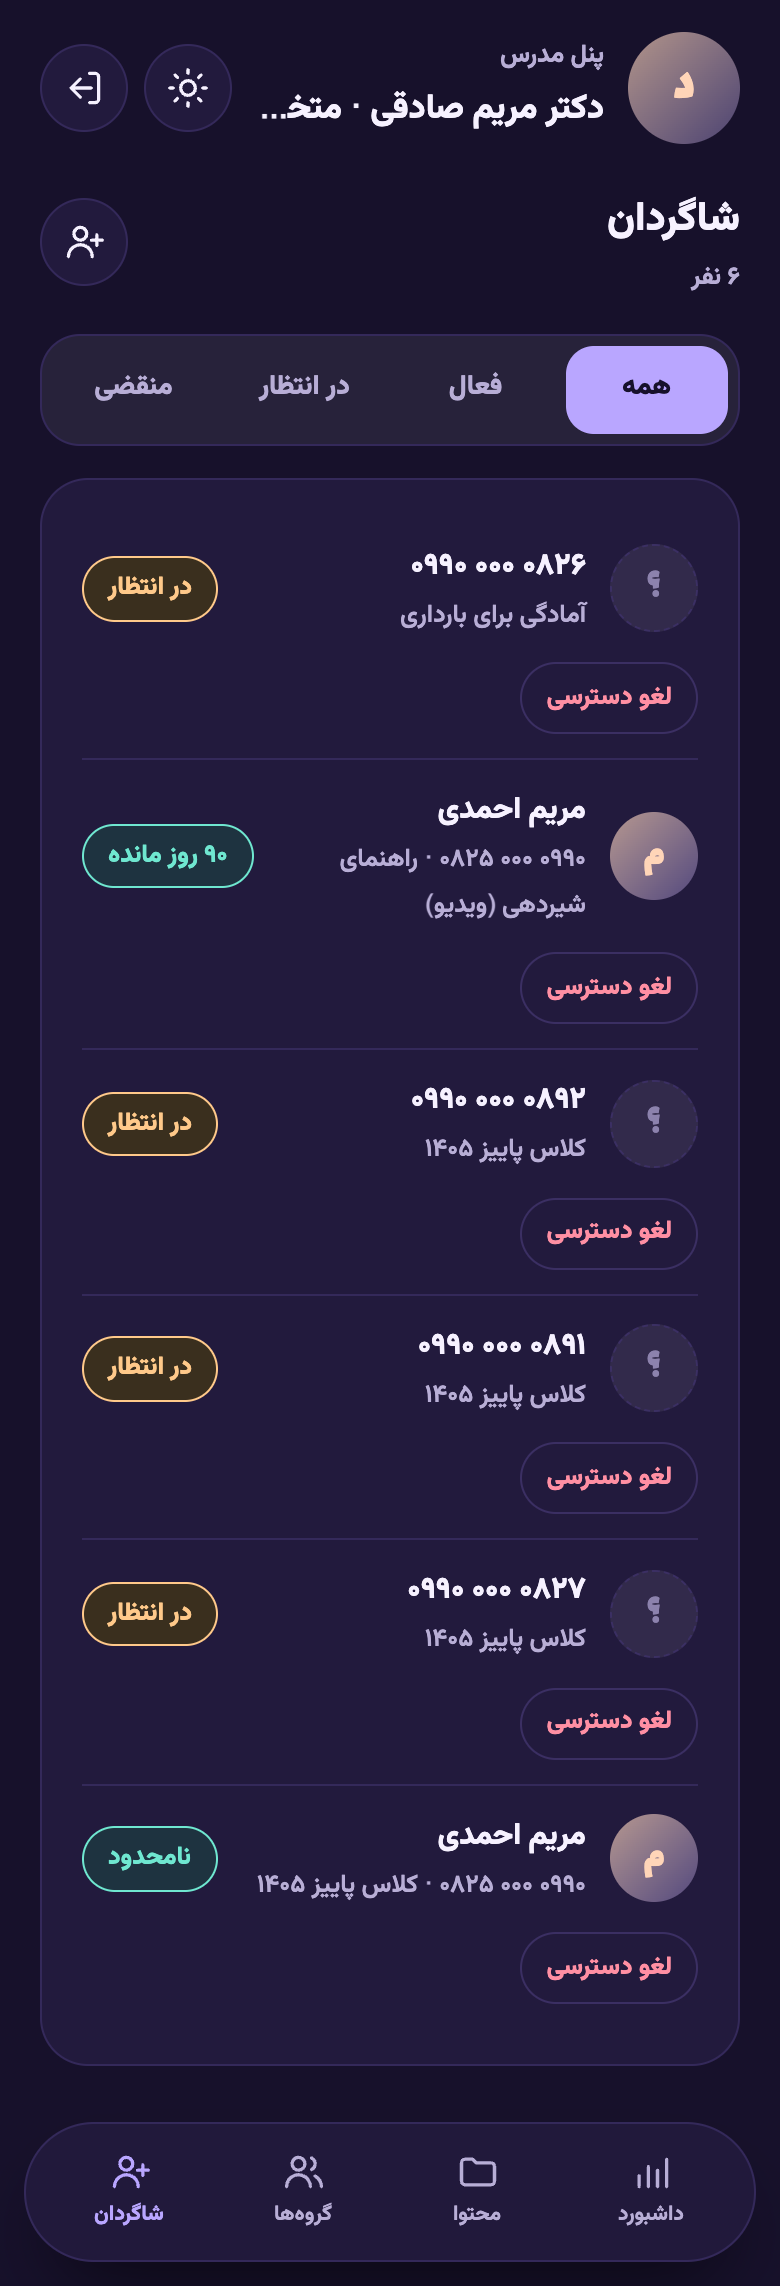 د
پنل مدرس
دکتر مریم صادقی · متخـ...
شاگردان
۶ نفر
همه
فعال
در انتظار
منقضی
؟
۰۹۹۰ ۰۰۰ ۰۸۲۶
آمادگی برای بارداری
در انتظار
لغو دسترسی
م
مریم احمدی
۰۹۹۰ ۰۰۰ ۰۸۲۵ · راهنمای
شیردهی (ویدیو)
۹۰ روز مانده
لغو دسترسی
؟
۰۹۹۰ ۰۰۰ ۰۸۹۲
کلاس پاییز ۱۴۰۵
در انتظار
لغو دسترسی
؟
۰۹۹۰ ۰۰۰ ۰۸۹۱
کلاس پاییز ۱۴۰۵
در انتظار
لغو دسترسی
؟
۰۹۹۰ ۰۰۰ ۰۸۲۷
کلاس پاییز ۱۴۰۵
در انتظار
لغو دسترسی
م
مریم احمدی
۰۹۹۰ ۰۰۰ ۰۸۲۵ · کلاس پاییز ۱۴۰۵
نامحدود
لغو دسترسی
داشبورد
محتوا
گروه‌ها
شاگردان